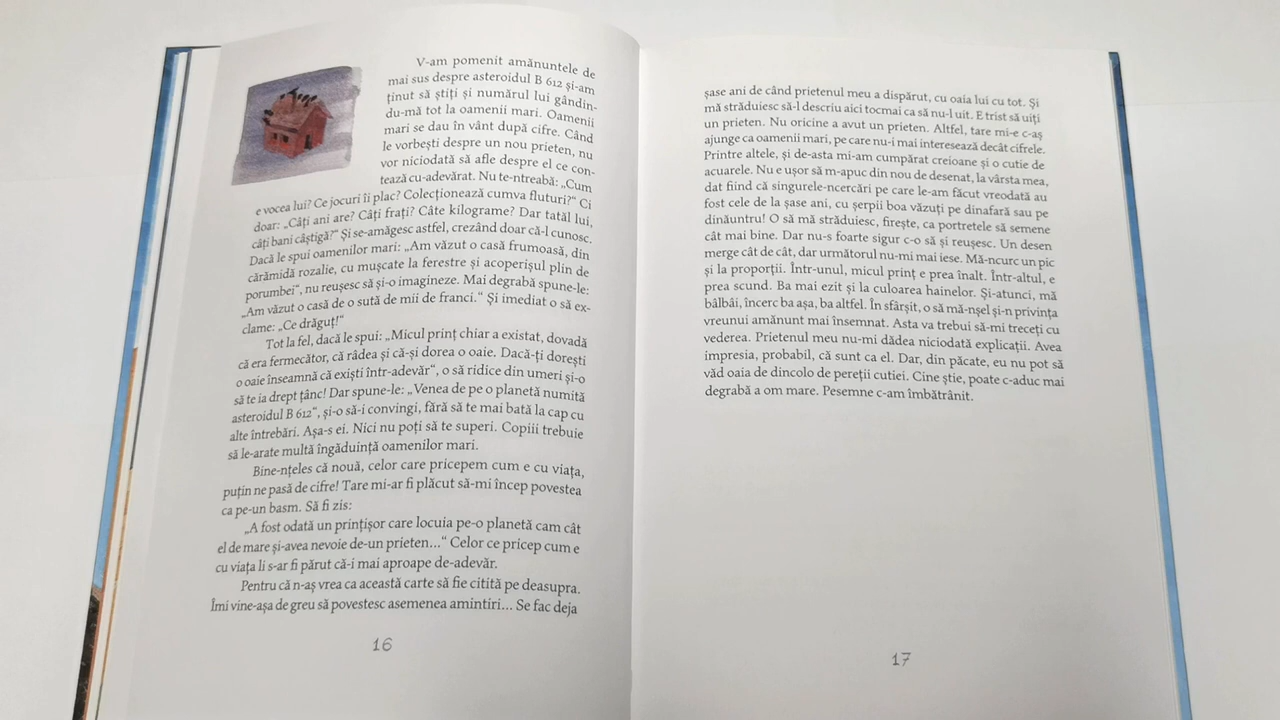 V-am pomenit amănuntele de
mai sus despre asteroidul B 612 și-am
ținut să știți și numărul lui gândin-
du-mă tot la oamenii mari. Oamenii
mari se dau în vânt după cifre. Când
le vorbești despre un nou prieten, nu
vor niciodată să afle despre el ce con-
tează cu-adevărat. Nu te-ntreabă: „Cum
e vocea lui? Ce jocuri îi plac? Colecționează cumva fluturi?“ Ci
doar: „Câți ani are? Câți frați? Câte kilograme? Dar tatăl lui,
câți bani câștigă?“ Și se-amăgesc astfel, crezând doar că-l cunosc.
Dacă le spui oamenilor mari: „Am văzut o casă frumoasă, din
cărămidă rozalie, cu mușcate la ferestre și acoperișul plin de
porumbei“, nu reușesc să și-o imagineze. Mai degrabă spune-le:
„Am văzut o casă de o sută de mii de franci.“ Și imediat o să ex-
clame: „Ce drăguț!“
Tot la fel, dacă le spui: „Micul prinț chiar a existat, dovadă
că era fermecător, că râdea și că-și dorea o oaie. Dacă-ți dorești
o oaie înseamnă că exiști într-adevăr“, o să ridice din umeri și-o
să te ia drept țânc! Dar spune-le: „Venea de pe o planetă numită
asteroidul B 612“, și-o să-i convingi, fără să te mai bată la cap cu
alte întrebări. Așa-s ei. Nici nu poți să te superi. Copiii trebuie
să le-arate multă îngăduință oamenilor mari.
Bine-nțeles că nouă, celor care pricepem cum e cu viața,
puțin ne pasă de cifre! Tare mi-ar fi plăcut să-mi încep povestea
ca pe-un basm. Să fi zis:
„A fost odată un prințișor care locuia pe-o planetă cam cât
el de mare și-avea nevoie de-un prieten...“ Celor ce pricep cum e
cu viața li s-ar fi părut că-i mai aproape de-adevăr.
Pentru că n-aș vrea ca această carte să fie citită pe deasupra.
Îmi vine-așa de greu să povestesc asemenea amintiri... Se fac deja
16
șase ani de când prietenul meu a dispărut, cu oaia lui cu tot. Și
mă străduiesc să-l descriu aici tocmai ca să nu-l uit. E trist să uiți
un prieten. Nu oricine a avut un prieten. Altfel, tare mi-e c-aș
ajunge ca oamenii mari, pe care nu-i mai interesează decât cifrele.
Printre altele, și de-asta mi-am cumpărat creioane și o cutie de
acuarele. Nu e ușor să m-apuc din nou de desenat, la vârsta mea,
dat fiind că singurele-ncercări pe care le-am făcut vreodată au
fost cele de la șase ani, cu șerpii boa văzuți pe dinafară sau pe
dinăuntru! O să mă străduiesc, firește, ca portretele să semene
cât mai bine. Dar nu-s foarte sigur c-o să și reușesc. Un desen
merge cât de cât, dar următorul nu-mi mai iese. Mă-ncurc un pic
și la proporții. Într-unul, micul prinț e prea înalt. Într-altul, e
prea scund. Ba mai ezit și la culoarea hainelor. Și-atunci, mă
bâlbâi, încerc ba așa, ba altfel. În sfârșit, o să mă-nșel și-n privința
vreunui amănunt mai însemnat. Asta va trebui să-mi treceți cu
vederea. Prietenul meu nu-mi dădea niciodată explicații. Avea
impresia, probabil, că sunt ca el. Dar, din păcate, eu nu pot să
văd oaia de dincolo de pereții cutiei. Cine știe, poate c-aduc mai
degrabă a om mare. Pesemne c-am îmbătrânit.
17